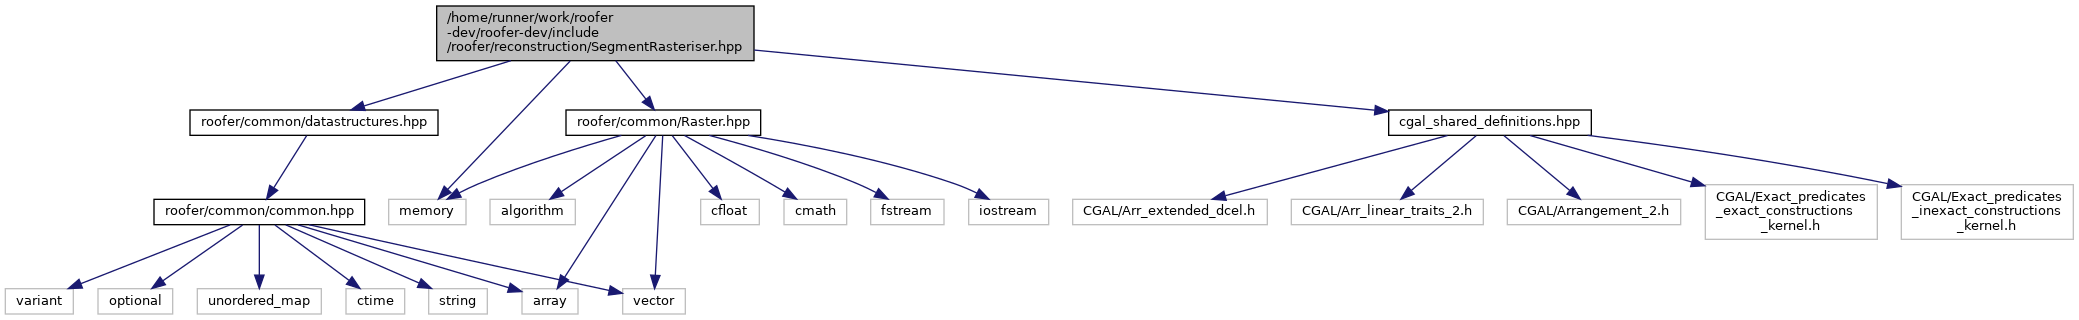 /home/runner/work/roofer
-dev/roofer-dev/include
/roofer/reconstruction/SegmentRasteriser.hpp
roofer/common/datastructures.hpp
roofer/common/Raster.hpp
cgal_shared_definitions.hpp
roofer/common/common.hpp
memory
algorithm
cfloat
cmath
fstream
iostream
CGAL/Arr_extended_dcel.h
CGAL/Arr_linear_traits_2.h
CGAL/Arrangement_2.h
CGAL/Exact_predicates
_exact_constructions
_kernel.h
CGAL/Exact_predicates
_inexact_constructions
_kernel.h
variant
optional
unordered_map
ctime
string
array
vector